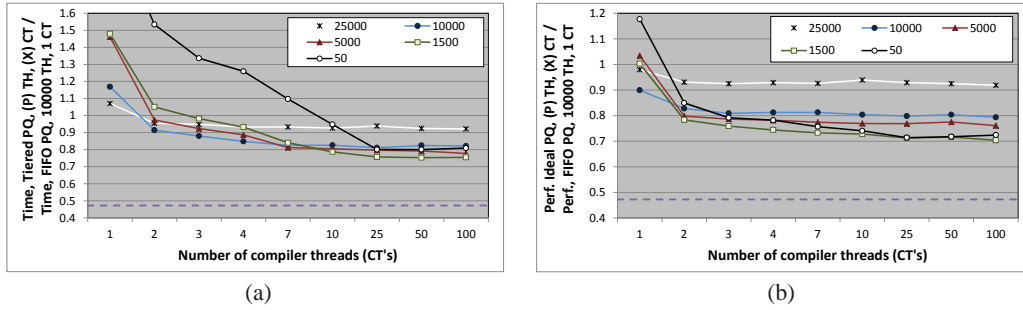 Time, Tiered PQ, (P) TH, (X) CT /
Time, FIFO PQ, 10000 TH, 1 CT
1.6
1.5
1.4
1.3
1.2
1.1
1
0.9
0.8
0.7
0.6
0.5
0.4
25000 10000
5000 1500
50
1 2 3 4 7 10 25 50 100
Number of compiler threads (CT's)
(a)
Perf. Ideal PQ, (P) TH, (X) CT /
Perf., FIFO PQ, 10000 TH, 1 CT
1.2
1.1
1
0.9
0.8
0.7
0.6
0.5
0.4
25000 10000 5000
1500 50
1 2 3 4 7 10 25 50 100
Number of compiler threads (CT's)
(b)